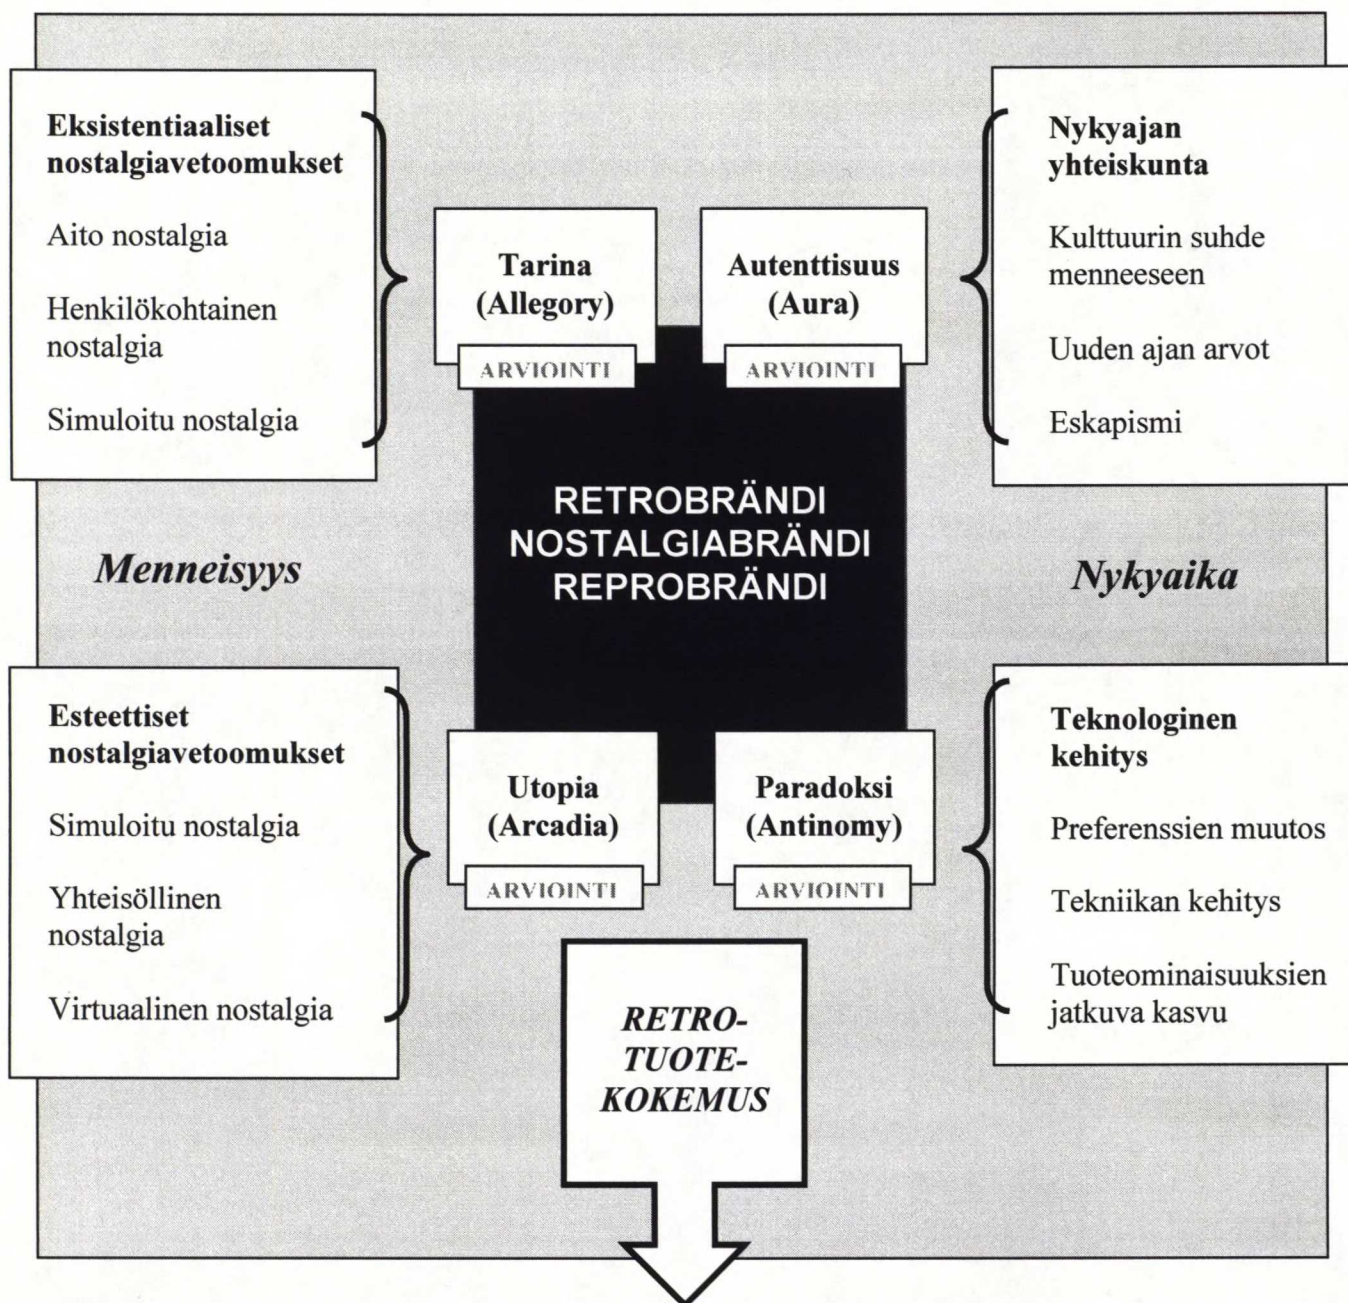 Eksistentiaaliset
nostalgiavetoomukset
Aito nostalgia
Henkilökohtainen
nostalgia
Simuloitu nostalgia
Tarina
(Allegory)
ARVIOINTI
Autenttisuus
(Aura)
ARVIOINTI
Nykyajan
yhteiskunta
Kulttuurin suhde
menneeseen
Uuden ajan arvot
Eskapismi
Menneisyys
RETROBRÄNDI
NOSTALGIABRÄNDI
REPROBRÄNDI
Nykyaika
Esteettiset
nostalgiavetoomukset
Simuloitu nostalgia
Yhteisöllinen
nostalgia
Virtuaalinen nostalgia
Utopia
(Arcadia)
ARVIOINTI
Paradoksi
(Antinomy)
ARVIOINTI
Teknologinen
kehitys
Preferenssien muutos
Tekniikan kehitys
Tuoteominaisuuksien
jatkuva kasvu
RETRO-
TUOTE-
KOKEMUS